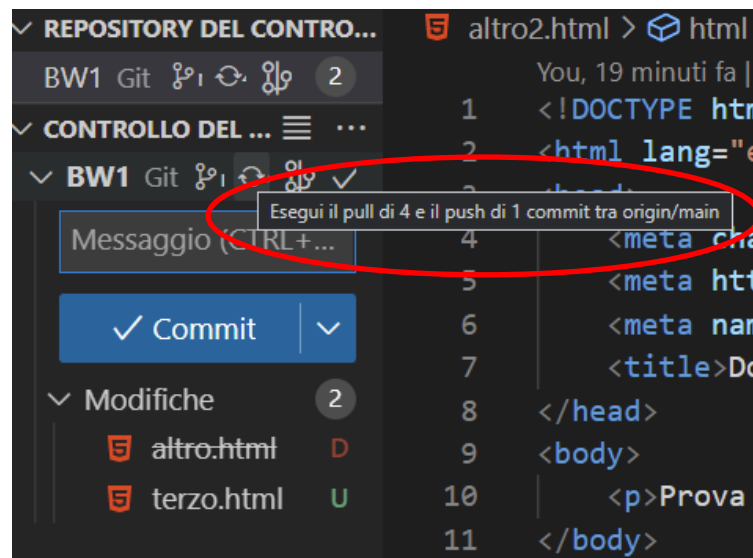 REPOSITORY DEL CONTRO...
BW1 Git 2
CONTROLLO DEL ... ...
BW1 Git
Esegui il pull di 4 e il push di 1 commit tra origin/main
Messaggio (CTRL+...
Commit
Modifiche 2
altro.html D
terzo.html U
altro2.html > html
You, 19 minuti fa |
1 <!DOCTYPE htm
2 <html lang="e
3 <head>
4 <meta cha
5 <meta htt
6 <meta nam
7 <title>Do
8 </head>
9 <body>
10 <p>Prova
11 </body>